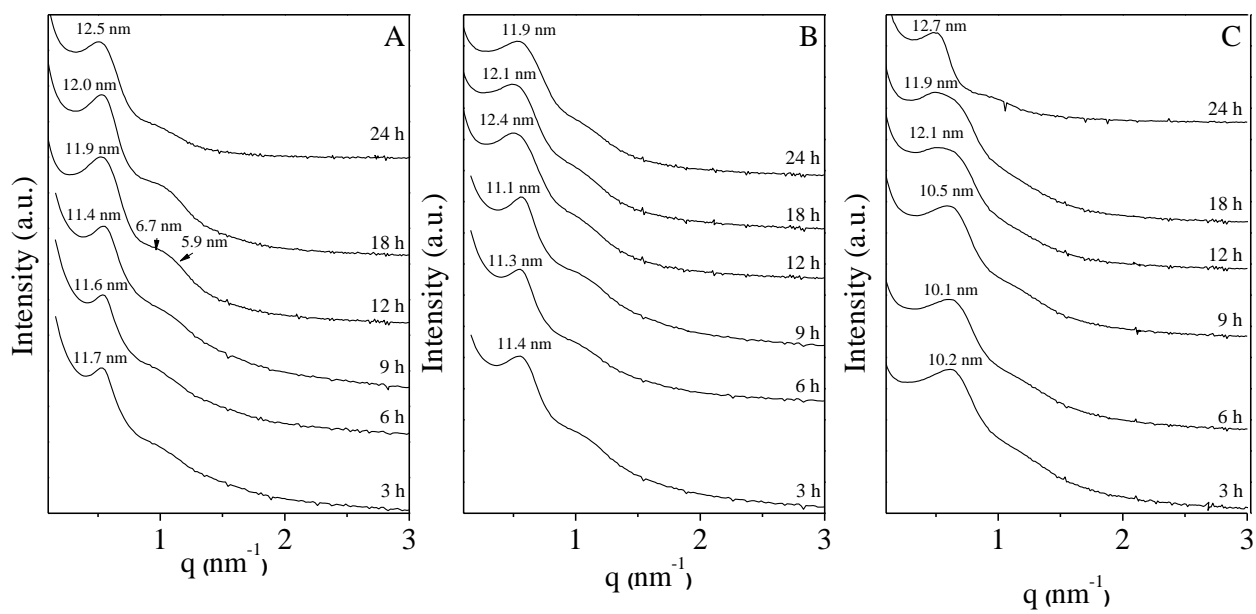 A
12.5 nm
24 h
12.0 nm
18 h
11.9 nm
6.7 nm
5.9 nm
12 h
11.4 nm
9 h
11.6 nm
6 h
11.7 nm
3 h
Intensity (a.u.)
1 2 3
q (nm⁻¹)
B
11.9 nm
24 h
12.1 nm
18 h
12.4 nm
12 h
11.1 nm
9 h
11.3 nm
6 h
11.4 nm
3 h
Intensity (a.u.)
1 2 3
q (nm⁻¹)
C
12.7 nm
24 h
11.9 nm
18 h
12.1 nm
12 h
10.5 nm
9 h
10.1 nm
6 h
10.2 nm
3 h
Intensity (a.u.)
1 2 3
q (nm⁻¹)